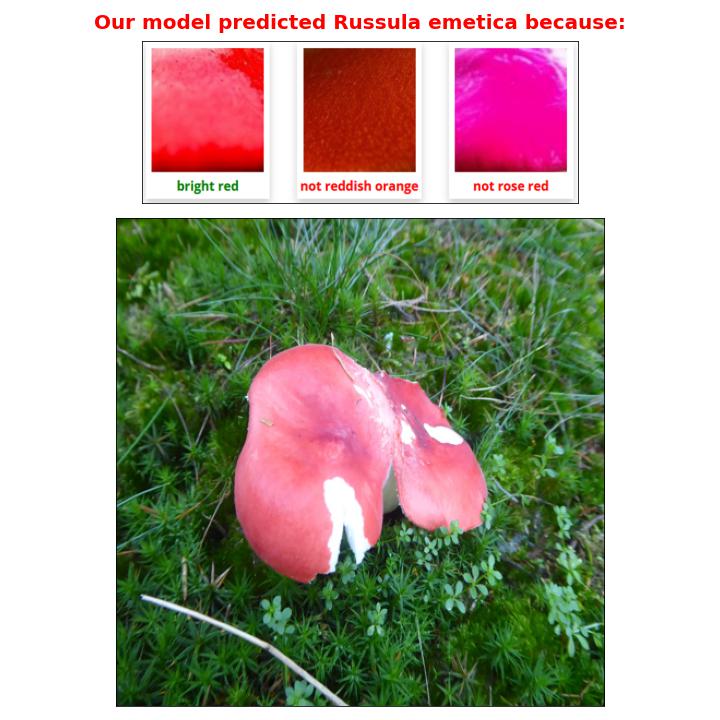 Our model predicted Russula emetica because:
bright red
not reddish orange
not rose red